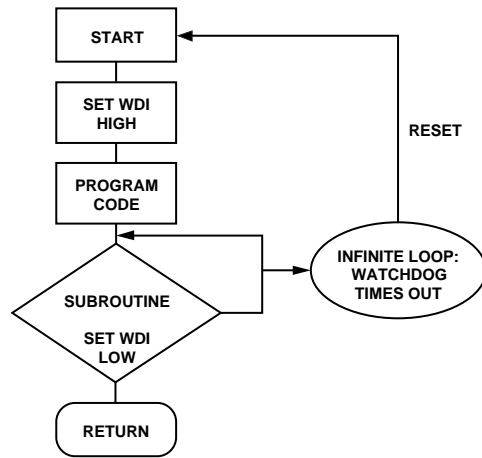 START
SET WDI
HIGH
RESET
PROGRAM
CODE
INFINITE LOOP:
WATCHDOG
TIMES OUT
SUBROUTINE
SET WDI
LOW
RETURN